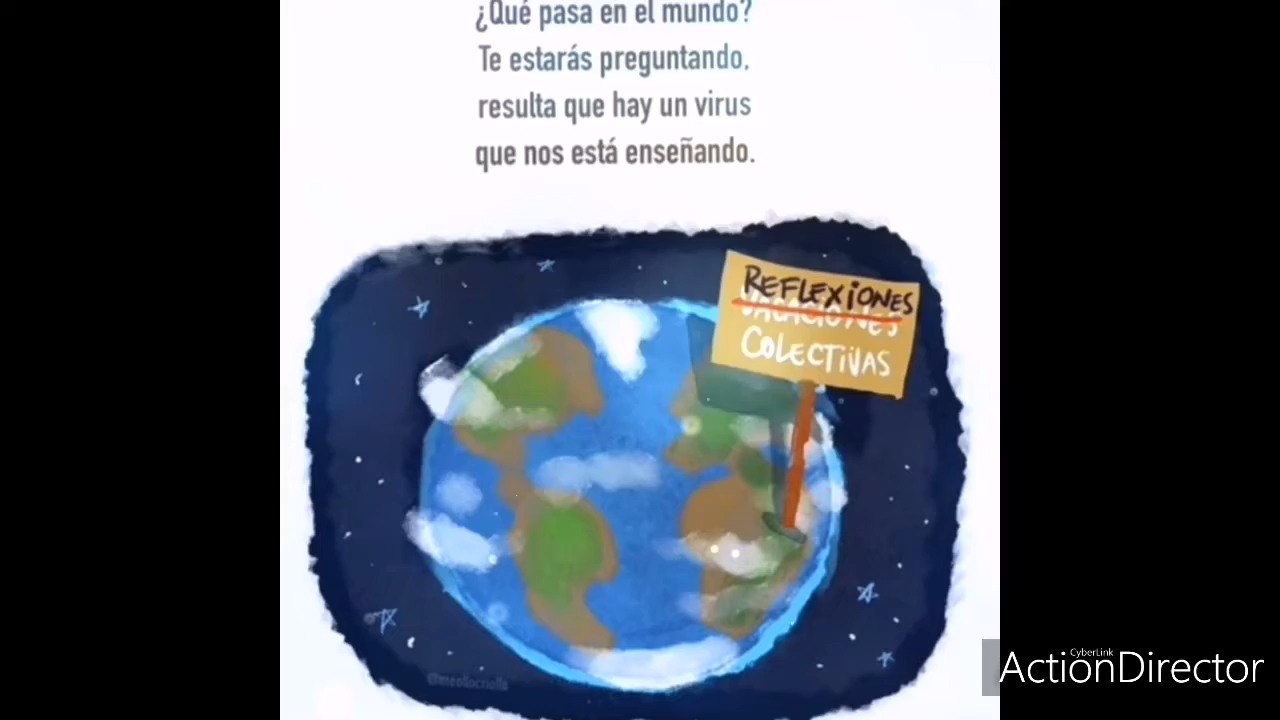 ¿Qué pasa en el mundo?
Te estarás preguntando,
resulta que hay un virus
que nos está enseñando.
REFLEXiONES
VACACIONES
COLECTiVAS
CyberLink
ActionDirector